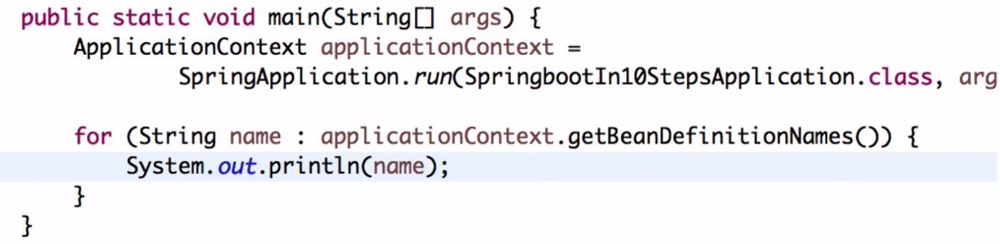 public static void main(String[] args) {
ApplicationContext applicationContext =
SpringApplication.run(SpringbootIn10StepsApplication.class, arg
for (String name : applicationContext.getBeanDefinitionNames()) {
System.out.println(name);
}
}